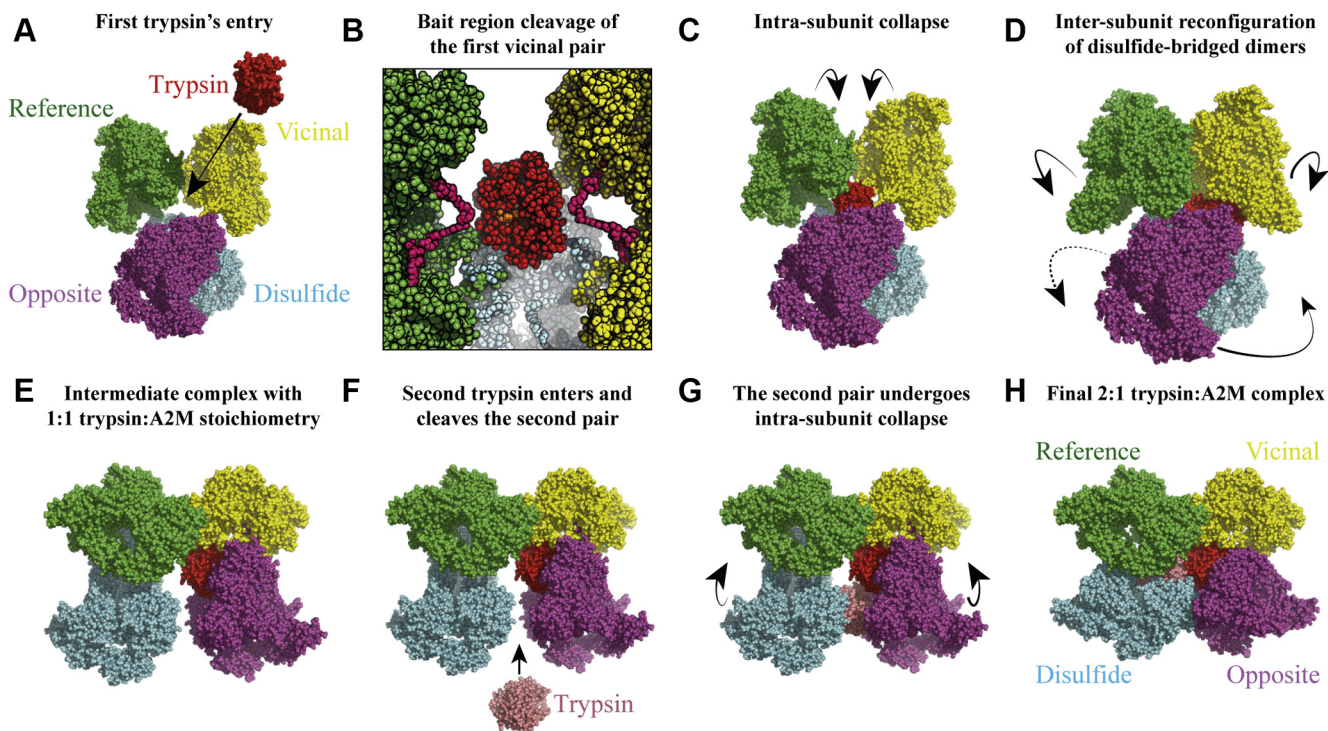 A
First trypsin's entry
Trypsin
Reference
Vicinal
Opposite
Disulfide
B
Bait region cleavage of
the first vicinal pair
C
Intra-subunit collapse
D
Inter-subunit reconfiguration
of disulfide-bridged dimers
E
Intermediate complex with
1:1 trypsin:A2M stoichiometry
F
Second trypsin enters and
cleaves the second pair
Trypsin
G
The second pair undergoes
intra-subunit collapse
H
Final 2:1 trypsin:A2M complex
Reference
Vicinal
Disulfide
Opposite